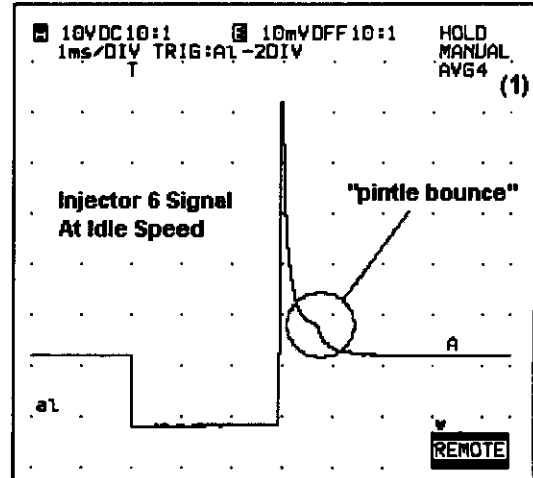 A 10VDC10:1 B 10mVOFF10:1 HOLD
1ms/DIV TRIG:A↓-2DIV MANUAL
T AVG4
(1)
Injector 6 Signal "pintle bounce"
At Idle Speed
A
a1
REMOTE